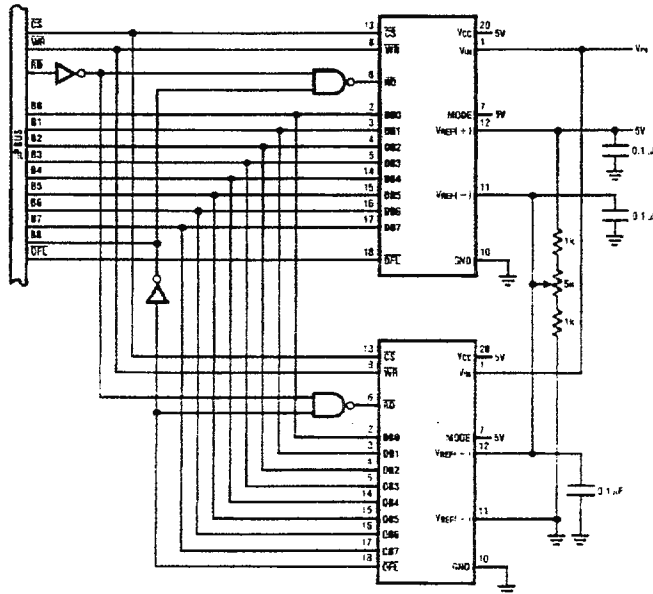 CS
WR
RD
B0
B1
B2
B3
B4
B5
B6
B7
B8
OFL
µPBUS
13 CS
8 WR
8 RD
2 DB0
3 DB1
4 DB2
5 DB3
14 DB4
15 DB5
16 DB6
17 DB7
18 OFL
VCC 20 5V
VIN 1
VIN
MODE 7 5V
VREF(+) 12
5V
0.1
VREF(−) 11
0.1
GND 10
1k
5k
1k
13 CS
WR
6 RD
2 DB0
3 DB1
4 DB2
5 DB3
14 DB4
15 DB5
16 DB6
17 DB7
18 OFL
VCC 20 5V
VIN 1
MODE 7 5V
12
0.1 µF
VREF(−) 11
GND 10